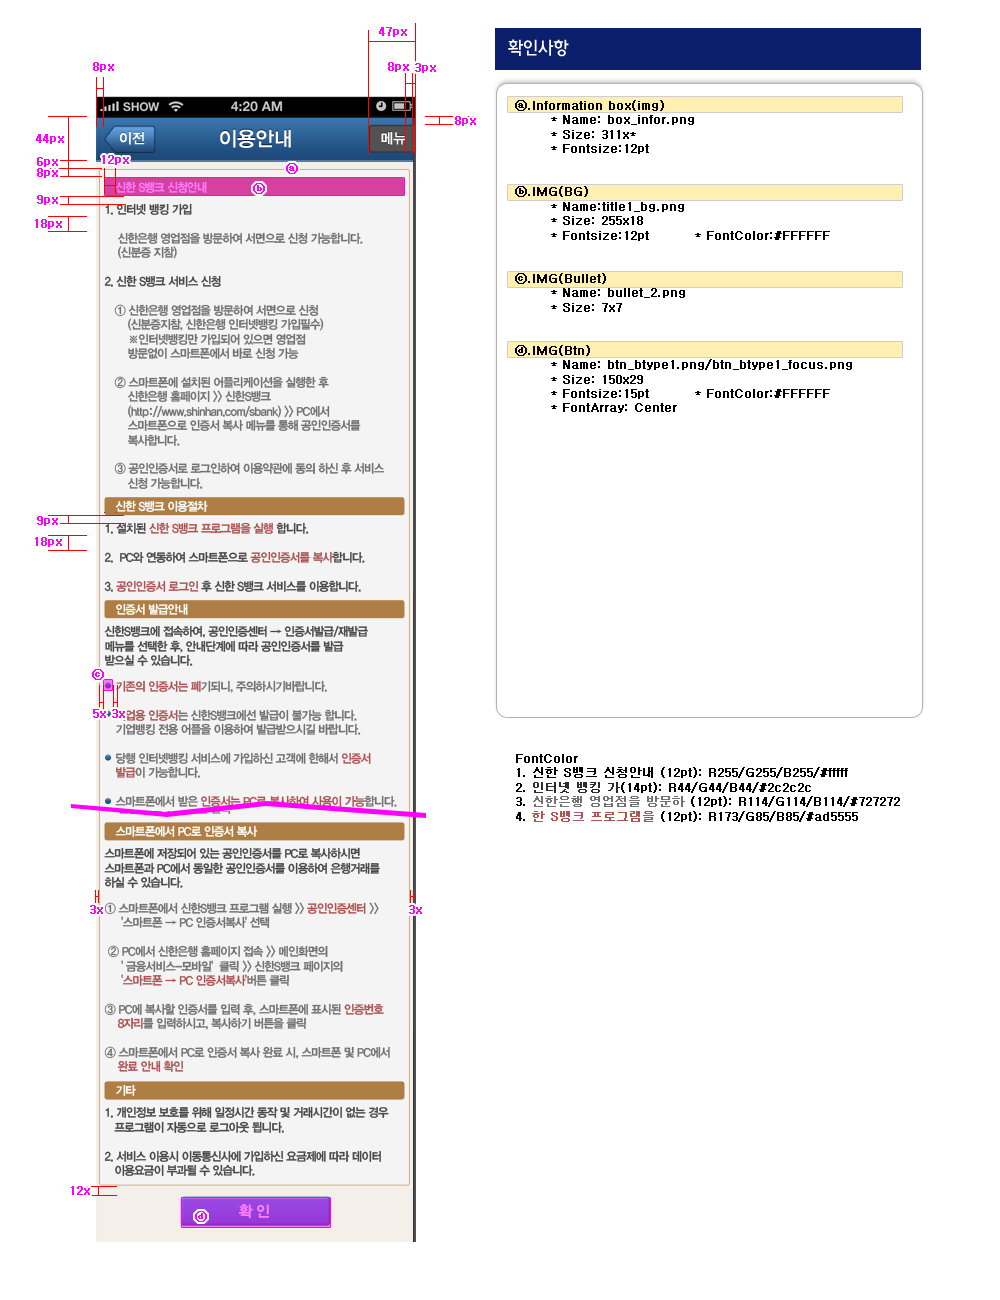 47px
8px
8px
3px
SHOW
4:20 AM
8px
44px
이전
이용안내
메뉴
6px
8px
12px
ⓐ
신한 S뱅크 신청안내
ⓑ
9px
1. 인터넷 뱅킹 가입
18px
신한은행 영업점을 방문하여 서면으로 신청 가능합니다.
(신분증 지참)
2. 신한 S뱅크 서비스 신청
① 신한은행 영업점을 방문하여 서면으로 신청
(신분증지참, 신한은행 인터넷뱅킹 가입필수)
※인터넷뱅킹만 가입되어 있으면 영업점
방문없이 스마트폰에서 바로 신청 가능
② 스마트폰에 설치된 어플리케이션을 실행한 후
신한은행 홈페이지 >> 신한S뱅크
(http://www.shinhan.com/sbank) >> PC에서
스마트폰으로 인증서 복사 메뉴를 통해 공인인증서를
복사합니다.
③ 공인인증서로 로그인하여 이용약관에 동의 하신 후 서비스
신청 가능합니다.
신한 S뱅크 이용절차
9px
1. 설치된 신한 S뱅크 프로그램을 실행 합니다.
18px
2. PC와 연동하여 스마트폰으로 공인인증서를 복사합니다.
3. 공인인증서 로그인 후 신한 S뱅크 서비스를 이용합니다.
인증서 발급안내
신한S뱅크에 접속하여, 공인인증센터 → 인증서발급/재발급
메뉴를 선택한 후, 안내단계에 따라 공인인증서를 발급
받으실 수 있습니다.
ⓒ
기존의 인증서는 폐기되니, 주의하시기바랍니다.
5x
3x
업용 인증서는 신한S뱅크에선 발급이 불가능 합니다.
기업뱅킹 전용 어플을 이용하여 발급받으시길 바랍니다.
당행 인터넷뱅킹 서비스에 가입하신 고객에 한해서 인증서
발급이 가능합니다.
스마트폰에서 받은 인증서는 PC로 복사하여 사용이 가능합니다.
스마트폰에서 PC로 인증서 복사
스마트폰에 저장되어 있는 공인인증서를 PC로 복사하시면
스마트폰과 PC에서 동일한 공인인증서를 이용하여 은행거래를
하실 수 있습니다.
3x
3x
① 스마트폰에서 신한S뱅크 프로그램 실행 >> 공인인증센터 >>
'스마트폰 → PC 인증서복사' 선택
② PC에서 신한은행 홈페이지 접속 >> 메인화면의
' 금융서비스-모바일' 클릭 >> 신한S뱅크 페이지의
'스마트폰 → PC 인증서복사'버튼 클릭
③ PC에 복사할 인증서를 입력 후, 스마트폰에 표시된 인증번호
8자리를 입력하시고, 복사하기 버튼을 클릭
④ 스마트폰에서 PC로 인증서 복사 완료 시, 스마트폰 및 PC에서
완료 안내 확인
기타
1. 개인정보 보호를 위해 일정시간 동작 및 거래시간이 없는 경우
프로그램이 자동으로 로그아웃 됩니다.
2. 서비스 이용시 이동통신사에 가입하신 요금제에 따라 데이터
이용요금이 부과될 수 있습니다.
12x
ⓓ
확 인
확인사항
ⓐ.Information box(img)
* Name: box_infor.png
* Size: 311x*
* Fontsize:12pt
ⓑ.IMG(BG)
* Name:title1_bg.png
* Size: 255x18
* Fontsize:12pt * FontColor:#FFFFFF
ⓒ.IMG(Bullet)
* Name: bullet_2.png
* Size: 7x7
ⓓ.IMG(Btn)
* Name: btn_btype1.png/btn_btype1_focus.png
* Size: 150x29
* Fontsize:15pt * FontColor:#FFFFFF
* FontArray: Center
FontColor
1. 신한 S뱅크 신청안내 (12pt): R255/G255/B255/#fffff
2. 인터넷 뱅킹 가(14pt): R44/G44/B44/#2c2c2c
3. 신한은행 영업점을 방문하 (12pt): R114/G114/B114/#727272
4. 한 S뱅크 프로그램을 (12pt): R173/G85/B85/#ad5555